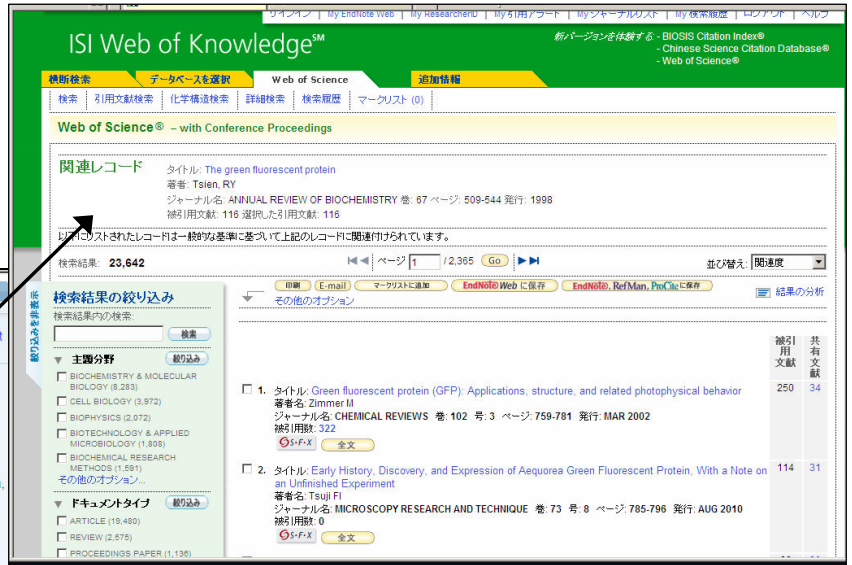 サインイン | My EndNote Web | My ResearcherID | My引用アラート | Myジャーナルリスト | My検索履歴 | ログアウト | ヘルプ
ISI Web of Knowledge℠
新バージョンを体験する - BIOSIS Citation Index®
- Chinese Science Citation Database®
- Web of Science®
横断検索 データベースを選択 Web of Science 追加情報
検索 引用文献検索 化学構造検索 詳細検索 検索履歴 マークリスト (0)
Web of Science® – with Conference Proceedings
関連レコード
タイトル: The green fluorescent protein
著者: Tsien, RY
ジャーナル名: ANNUAL REVIEW OF BIOCHEMISTRY 巻: 67 ページ: 509-544 発行: 1998
被引用文献: 116 選択した引用文献: 116
以下にリストされたレコードは一般的な基準に基づいて上記のレコードに関連付けられています。
検索結果: 23,642
ページ 1 / 2,365 Go
並び替え: 関連度
絞り込みを非表示
検索結果の絞り込み
検索結果内の検索:
検索
主題分野 絞り込み
BIOCHEMISTRY & MOLECULAR
BIOLOGY (8,283)
CELL BIOLOGY (3,972)
BIOPHYSICS (2,072)
BIOTECHNOLOGY & APPLIED
MICROBIOLOGY (1,808)
BIOCHEMICAL RESEARCH
METHODS (1,591)
その他のオプション...
ドキュメントタイプ 絞り込み
ARTICLE (19,480)
REVIEW (2,575)
PROCEEDINGS PAPER (1,136)
印刷 E-mail マークリストに追加 EndNote Web に保存 EndNote, RefMan, ProCite に保存
その他のオプション
結果の分析
被引用文献 共有文献
1. タイトル: Green fluorescent protein (GFP): Applications, structure, and related photophysical behavior 250 34
著者名: Zimmer M
ジャーナル名: CHEMICAL REVIEWS 巻: 102 号: 3 ページ: 759-781 発行: MAR 2002
被引用数: 322
S·F·X 全文
2. タイトル: Early History, Discovery, and Expression of Aequorea Green Fluorescent Protein, With a Note on 114 31
an Unfinished Experiment
著者名: Tsuji FI
ジャーナル名: MICROSCOPY RESEARCH AND TECHNIQUE 巻: 73 号: 8 ページ: 785-796 発行: AUG 2010
被引用数: 0
S·F·X 全文